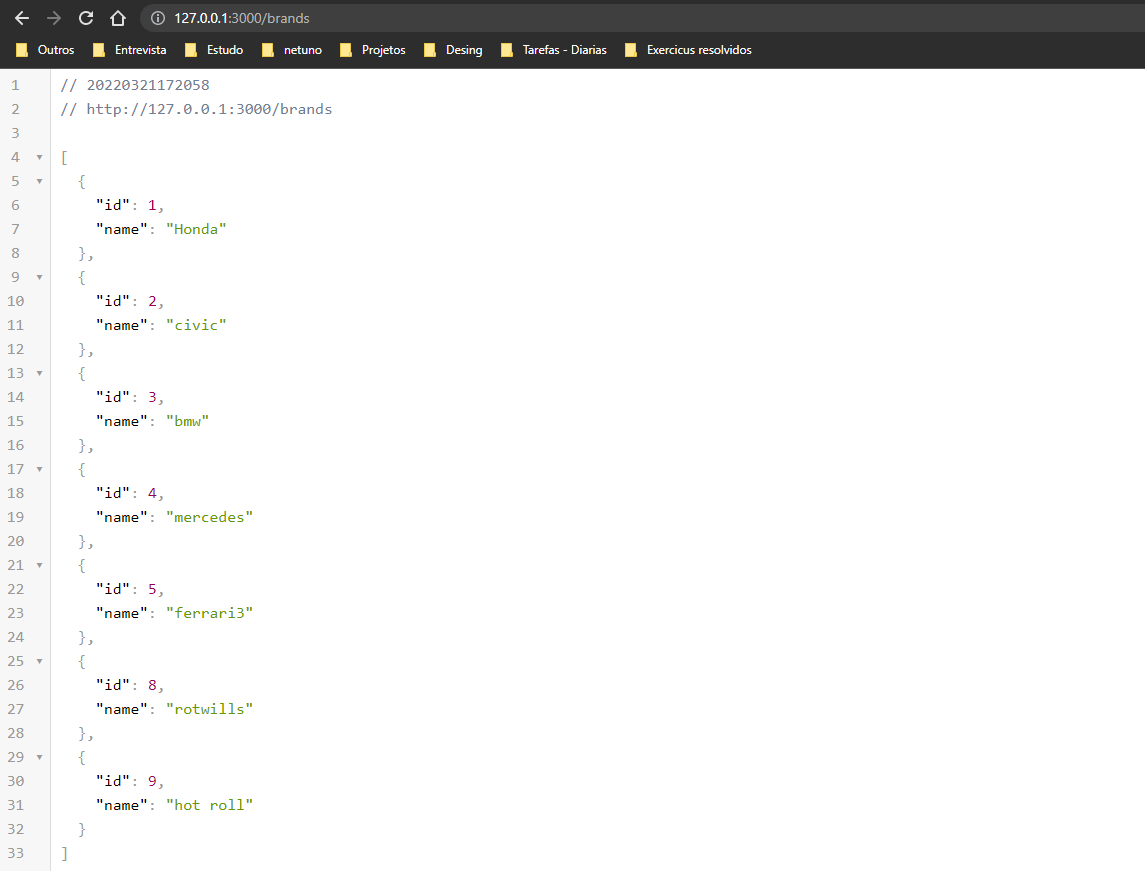 127.0.0.1:3000/brands
Outros Entrevista Estudo netuno Projetos Desing Tarefas - Diarias Exercicus resolvidos
1 // 20220321172058
2 // http://127.0.0.1:3000/brands
3
4 [
5 {
6 "id": 1,
7 "name": "Honda"
8 },
9 {
10 "id": 2,
11 "name": "civic"
12 },
13 {
14 "id": 3,
15 "name": "bmw"
16 },
17 {
18 "id": 4,
19 "name": "mercedes"
20 },
21 {
22 "id": 5,
23 "name": "ferrari3"
24 },
25 {
26 "id": 8,
27 "name": "rotwills"
28 },
29 {
30 "id": 9,
31 "name": "hot roll"
32 }
33 ]